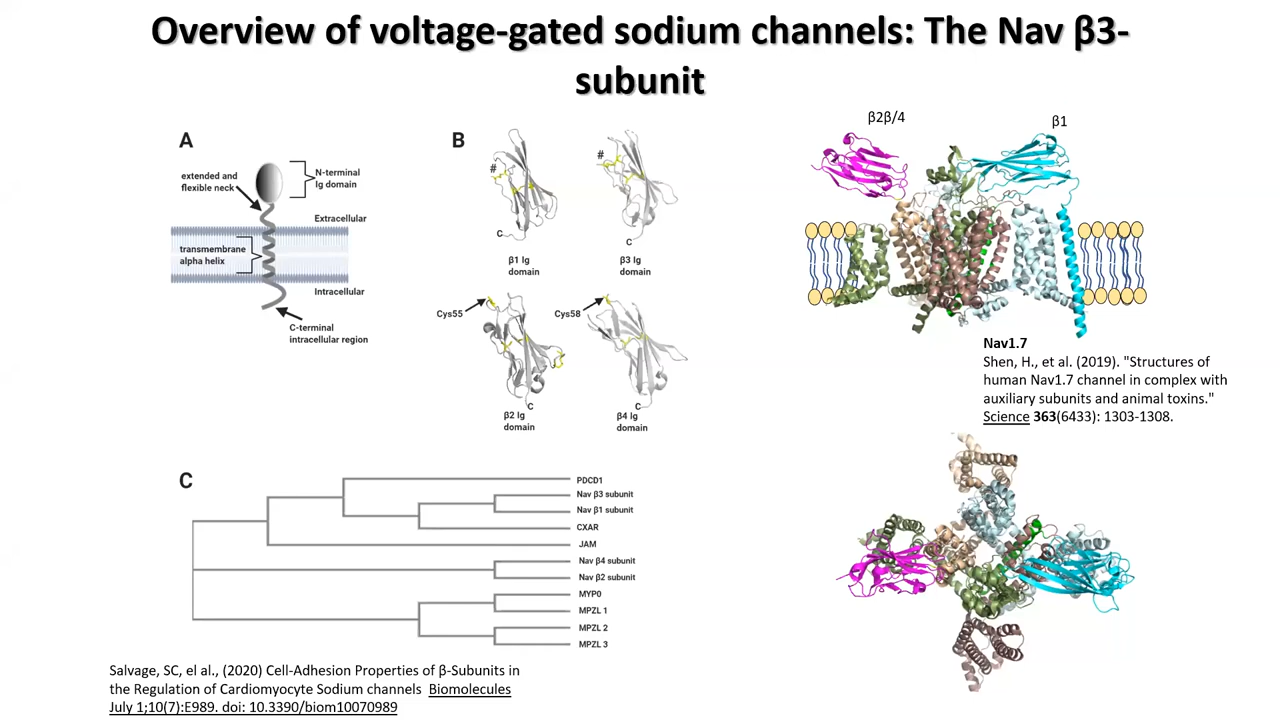 Overview of voltage-gated sodium channels: The Nav β3-
subunit
A
extended and
flexible neck
N-terminal
Ig domain
Extracellular
transmembrane
alpha helix
Intracellular
C-terminal
intracellular region
B
#
C
β1 Ig
domain
#
C
β3 Ig
domain
Cys55
C
β2 Ig
domain
Cys58
C
β4 Ig
domain
β2β/4
β1
Nav1.7
Shen, H., et al. (2019). "Structures of
human Nav1.7 channel in complex with
auxiliary subunits and animal toxins."
Science 363(6433): 1303-1308.
C
PDCD1
Nav β3 subunit
Nav β1 subunit
CXAR
JAM
Nav β4 subunit
Nav β2 subunit
MYP0
MPZL 1
MPZL 2
MPZL 3
Salvage, SC, el al., (2020) Cell-Adhesion Properties of β-Subunits in
the Regulation of Cardiomyocyte Sodium channels Biomolecules
July 1;10(7):E989. doi: 10.3390/biom10070989